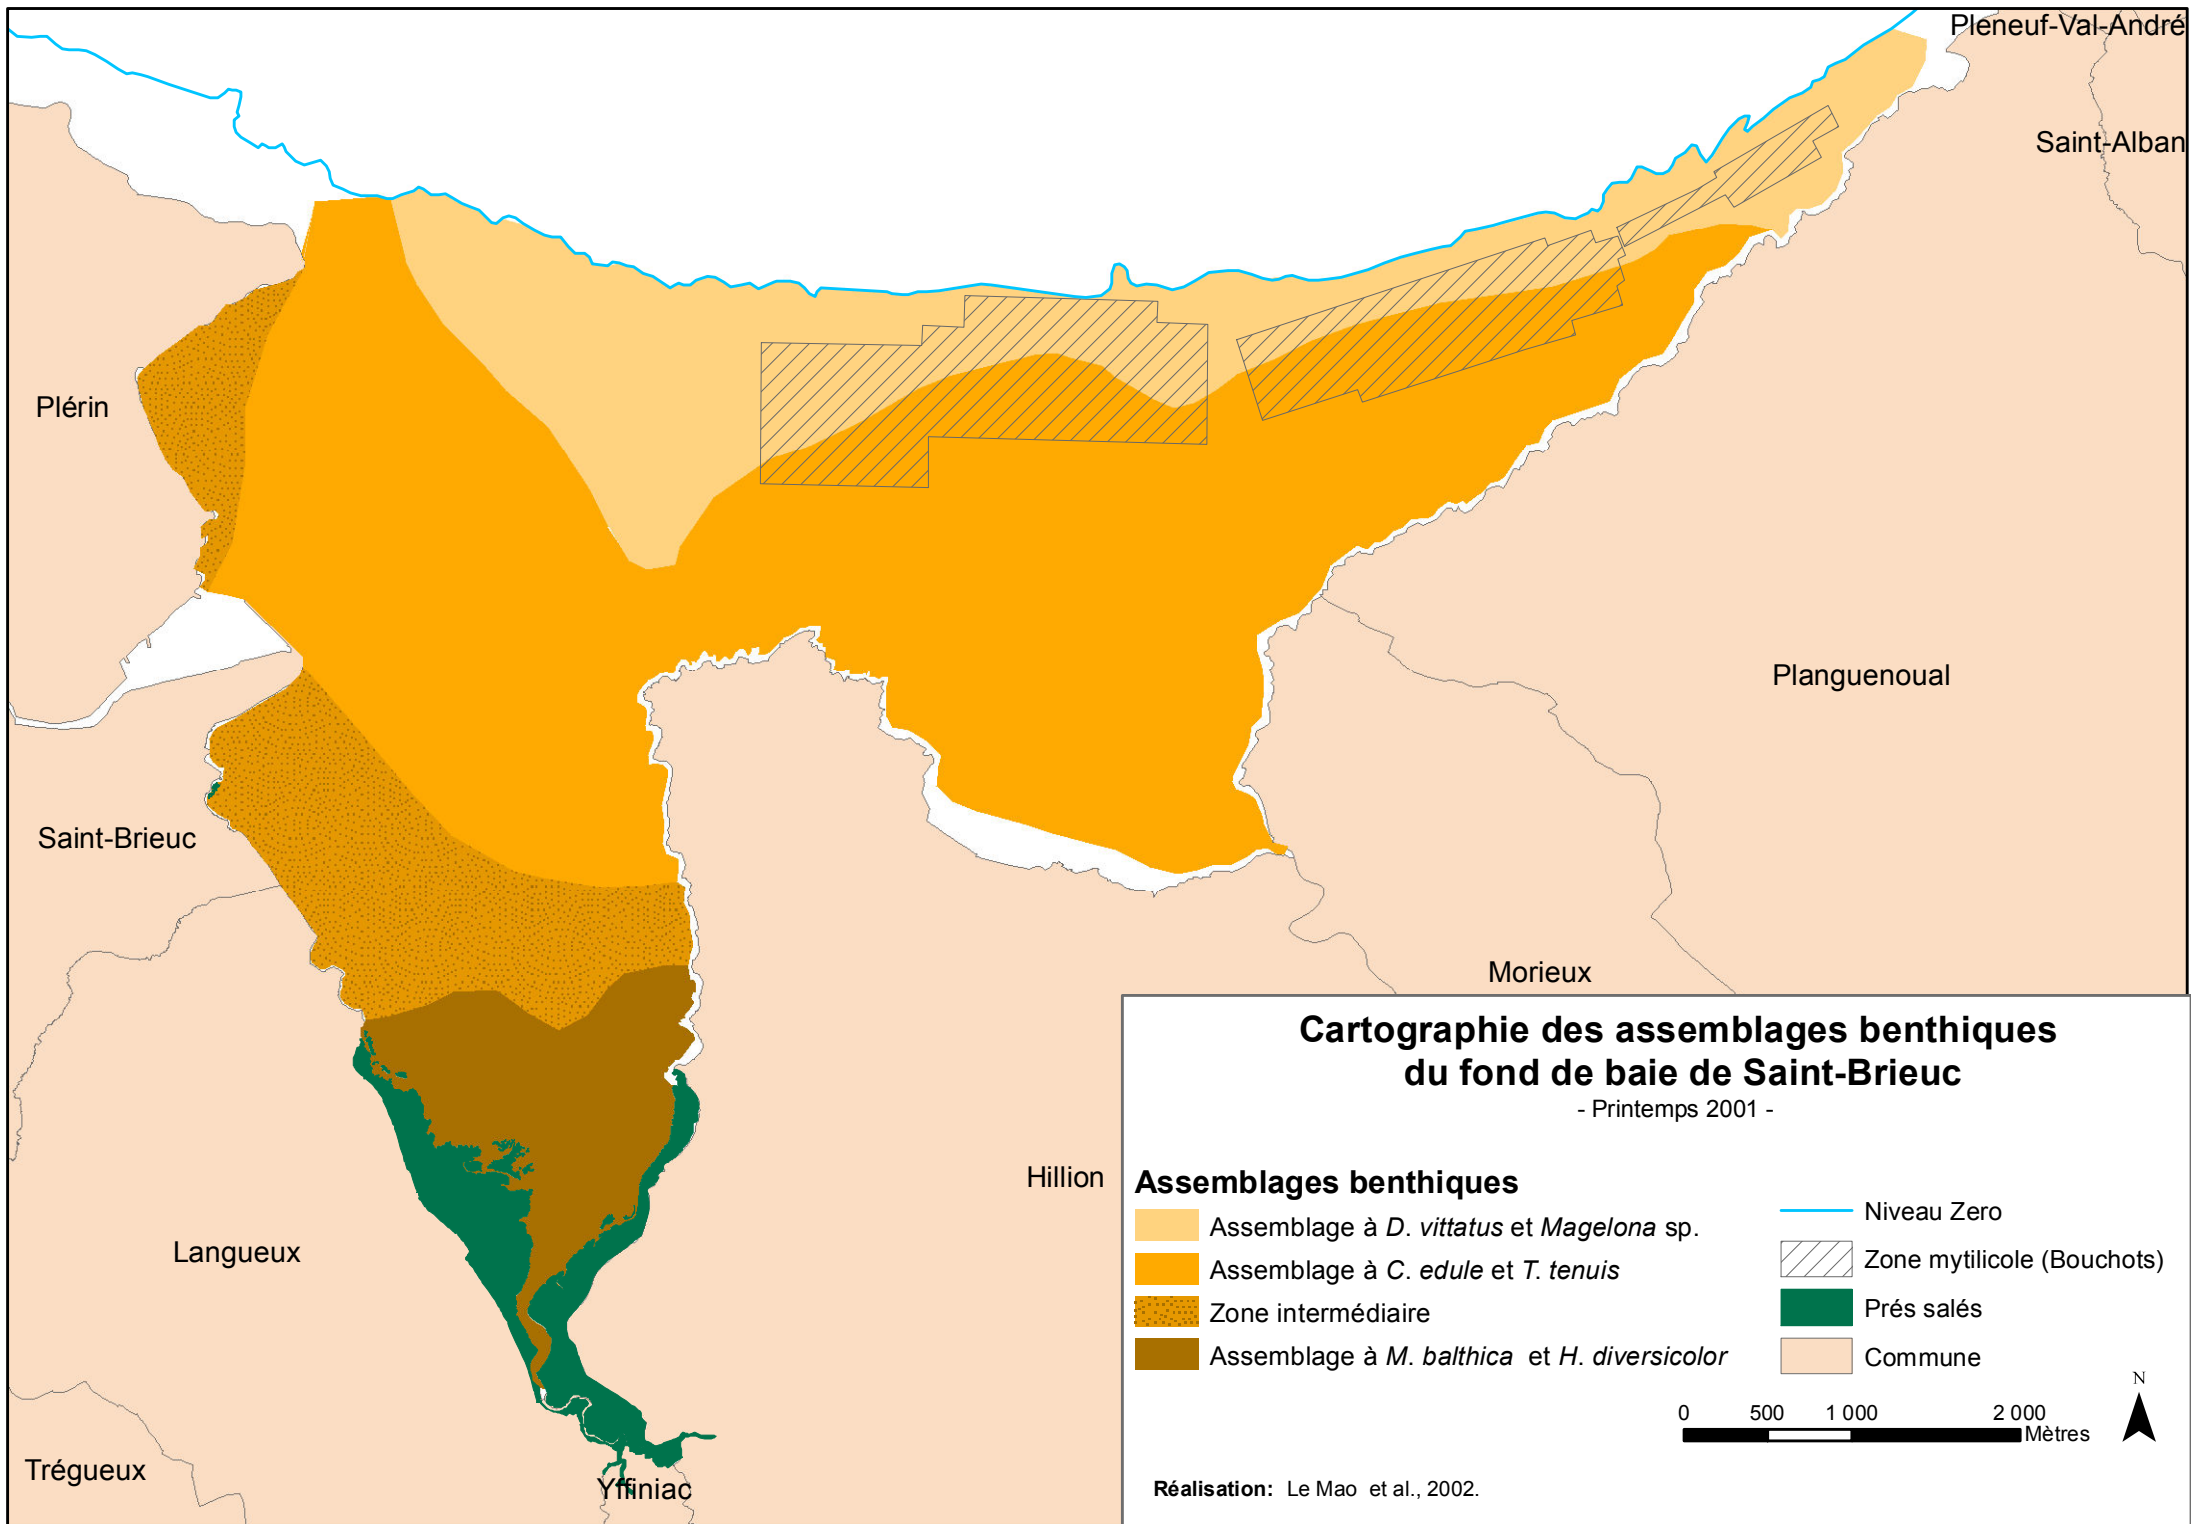 Pleneuf-Val-André
Saint-Alban
Plérin
Planguenoual
Saint-Brieuc
Morieux
Hillion
Langueux
Trégueux
Yffiniac
Cartographie des assemblages benthiques
du fond de baie de Saint-Brieuc
- Printemps 2001 -
Assemblages benthiques
Assemblage à D. vittatus et Magelona sp.
Assemblage à C. edule et T. tenuis
Zone intermédiaire
Assemblage à M. balthica et H. diversicolor
Niveau Zero
Zone mytilicole (Bouchots)
Prés salés
Commune
N
0 500 1 000 2 000
Mètres
Réalisation: Le Mao et al., 2002.